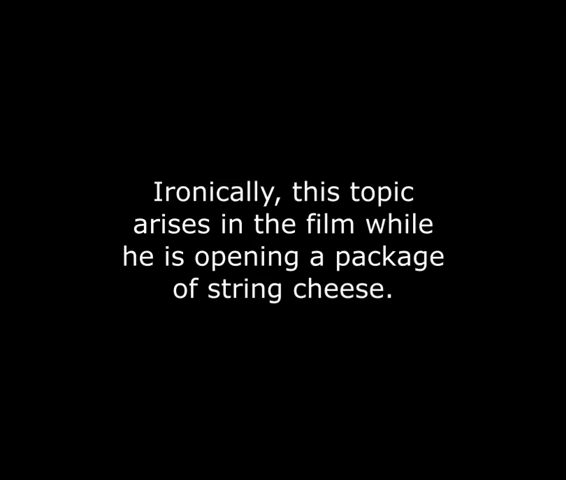 Ironically, this topic
arises in the film while
he is opening a package
of string cheese.